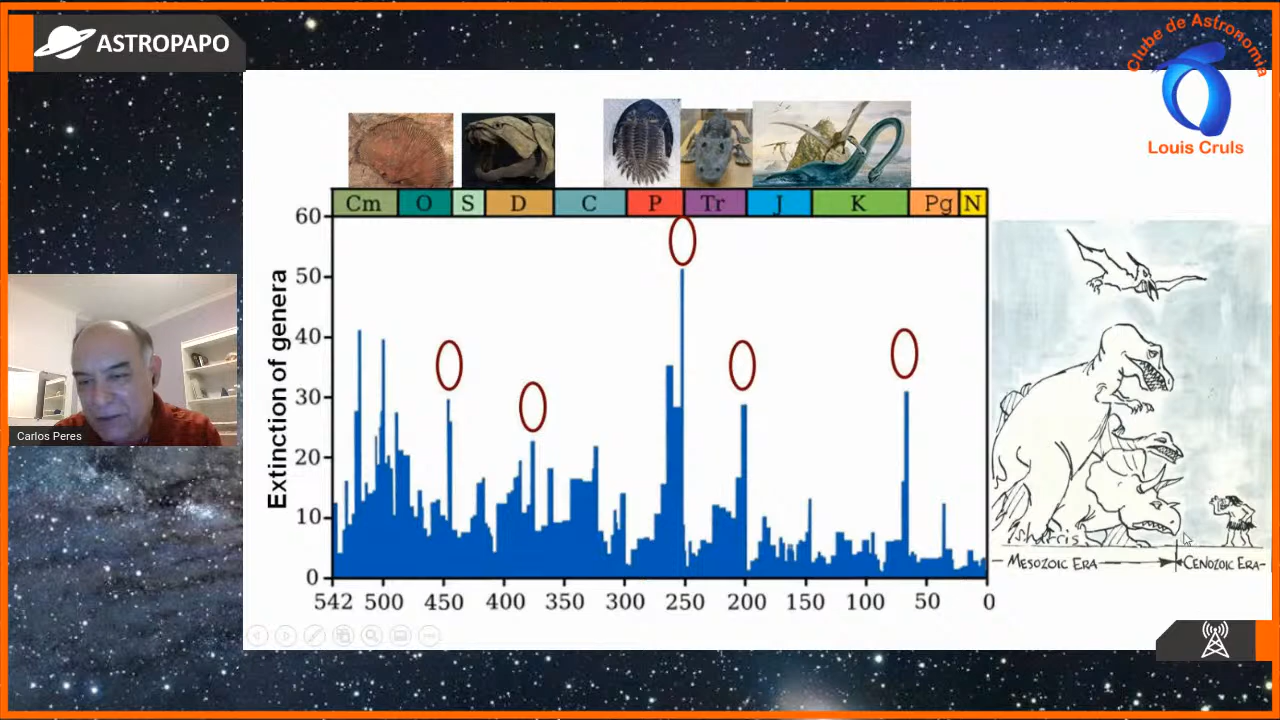 ASTROPAPO
Clube de Astronomia
Louis Cruls
Cm O S D C P Tr J K Pg N
Extinction of genera
60
50
40
30
20
10
0
542 500 450 400 350 300 250 200 150 100 50 0
Carlos Peres
MESOZOIC ERA
CENOZOIC ERA